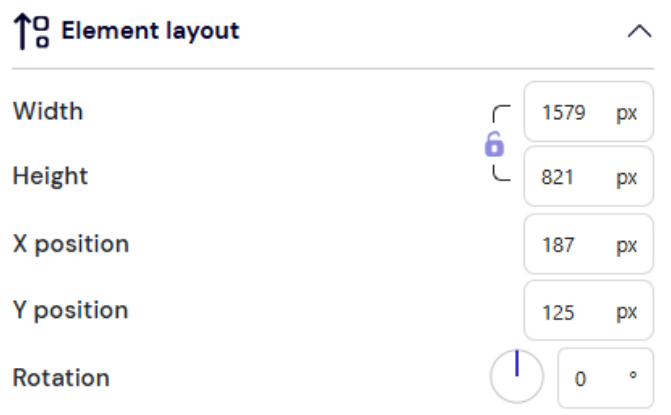 Element layout
Width 1579 px
Height 821 px
X position 187 px
Y position 125 px
Rotation 0 °